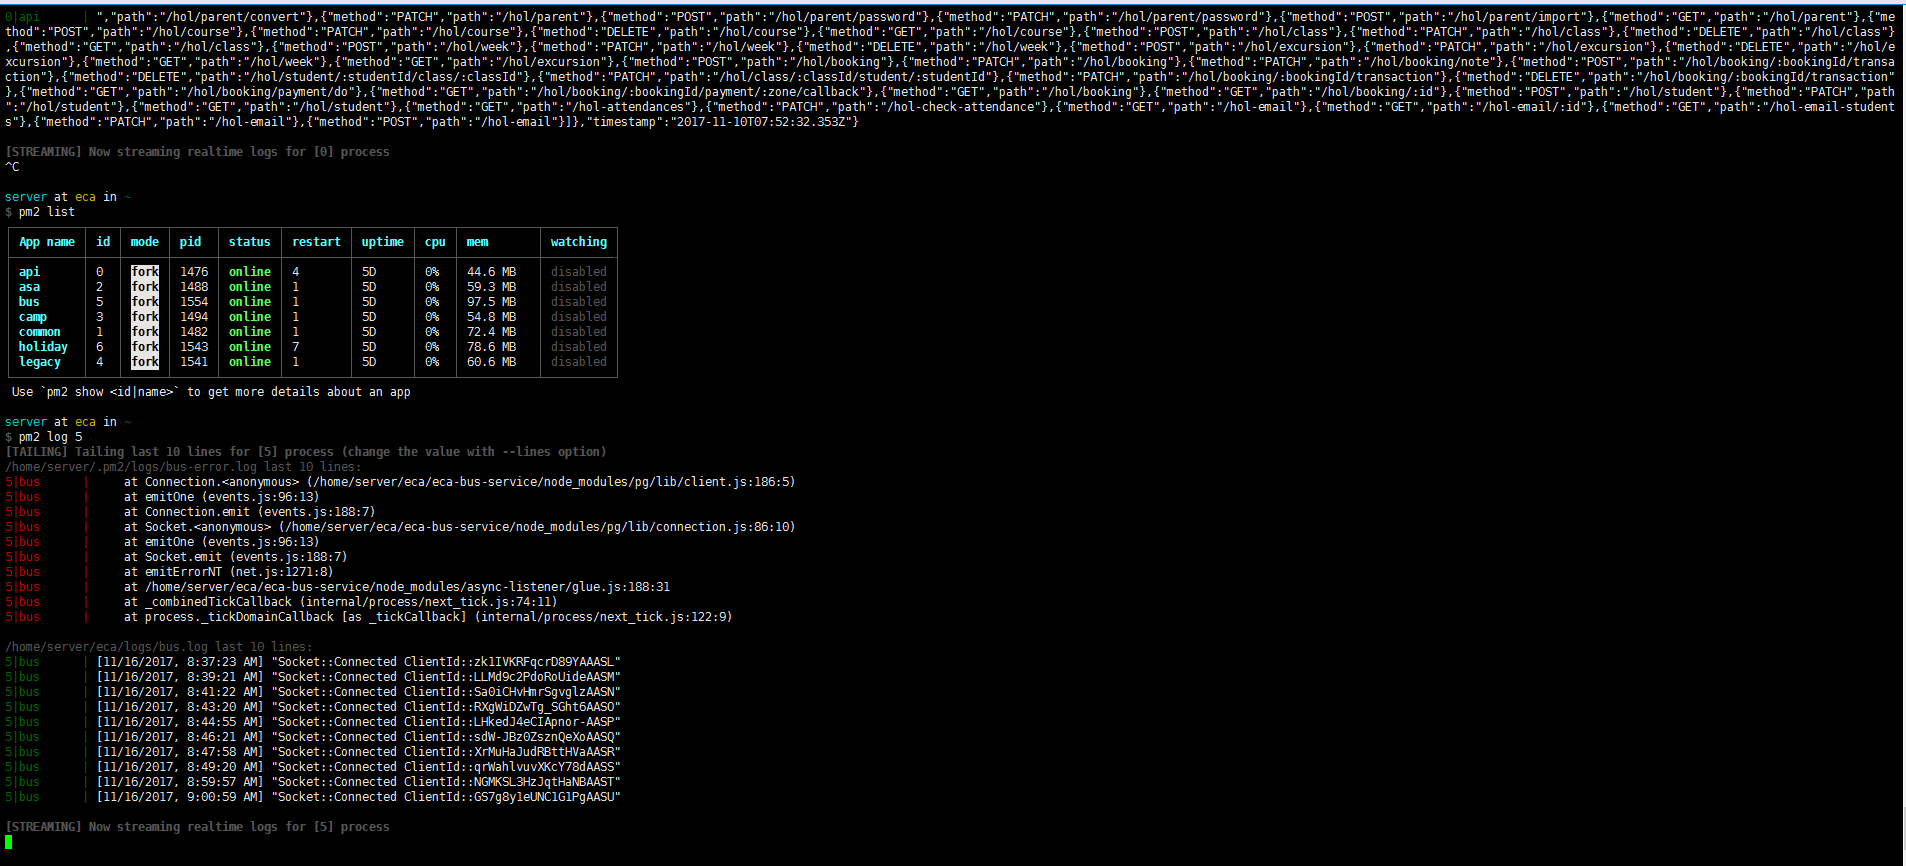 0|api      | ","path":"/hol/parent/convert"},{"method":"PATCH","path":"/hol/parent"},{"method":"POST","path":"/hol/parent/password"},{"method":"PATCH","path":"/hol/parent/password"},{"method":"POST","path":"/hol/parent/import"},{"method":"GET","path":"/hol/parent"},{"me
thod":"POST","path":"/hol/course"},{"method":"PATCH","path":"/hol/course"},{"method":"DELETE","path":"/hol/course"},{"method":"GET","path":"/hol/course"},{"method":"POST","path":"/hol/class"},{"method":"PATCH","path":"/hol/class"},{"method":"DELETE","path":"/hol/class"}
,{"method":"GET","path":"/hol/class"},{"method":"POST","path":"/hol/week"},{"method":"PATCH","path":"/hol/week"},{"method":"DELETE","path":"/hol/week"},{"method":"POST","path":"/hol/excursion"},{"method":"PATCH","path":"/hol/excursion"},{"method":"DELETE","path":"/hol/e
xcursion"},{"method":"GET","path":"/hol/week"},{"method":"GET","path":"/hol/excursion"},{"method":"POST","path":"/hol/booking"},{"method":"PATCH","path":"/hol/booking"},{"method":"PATCH","path":"/hol/booking/note"},{"method":"POST","path":"/hol/booking/:bookingId/transa
ction"},{"method":"DELETE","path":"/hol/student/:studentId/class/:classId"},{"method":"PATCH","path":"/hol/class/:classId/student/:studentId"},{"method":"PATCH","path":"/hol/booking/:bookingId/transaction"},{"method":"DELETE","path":"/hol/booking/:bookingId/transaction"
},{"method":"GET","path":"/hol/booking/payment/do"},{"method":"GET","path":"/hol/booking/:bookingId/payment/:zone/callback"},{"method":"GET","path":"/hol/booking"},{"method":"GET","path":"/hol/booking/:id"},{"method":"POST","path":"/hol/student"},{"method":"PATCH","path
":"/hol/student"},{"method":"GET","path":"/hol/student"},{"method":"GET","path":"/hol-attendances"},{"method":"PATCH","path":"/hol-check-attendance"},{"method":"GET","path":"/hol-email"},{"method":"GET","path":"/hol-email/:id"},{"method":"GET","path":"/hol-email-student
s"},{"method":"PATCH","path":"/hol-email"},{"method":"POST","path":"/hol-email"}]},"timestamp":"2017-11-10T07:52:32.353Z"}
[STREAMING] Now streaming realtime logs for [0] process
^C
server at eca in ~
$ pm2 list
App name │ id │ mode │ pid │ status │ restart │ uptime │ cpu │ mem │ watching
api │ 0 │ fork │ 1476 │ online │ 4 │ 5D │ 0% │ 44.6 MB │ disabled
asa │ 2 │ fork │ 1488 │ online │ 1 │ 5D │ 0% │ 59.3 MB │ disabled
bus │ 5 │ fork │ 1554 │ online │ 1 │ 5D │ 0% │ 97.5 MB │ disabled
camp │ 3 │ fork │ 1494 │ online │ 1 │ 5D │ 0% │ 54.8 MB │ disabled
common │ 1 │ fork │ 1482 │ online │ 1 │ 5D │ 0% │ 72.4 MB │ disabled
holiday │ 6 │ fork │ 1543 │ online │ 7 │ 5D │ 0% │ 78.6 MB │ disabled
legacy │ 4 │ fork │ 1541 │ online │ 1 │ 5D │ 0% │ 60.6 MB │ disabled
Use `pm2 show <id|name>` to get more details about an app
server at eca in ~
$ pm2 log 5
[TAILING] Tailing last 10 lines for [5] process (change the value with --lines option)
/home/server/.pm2/logs/bus-error.log last 10 lines:
5|bus      |     at Connection.<anonymous> (/home/server/eca/eca-bus-service/node_modules/pg/lib/client.js:186:5)
5|bus      |     at emitOne (events.js:96:13)
5|bus      |     at Connection.emit (events.js:188:7)
5|bus      |     at Socket.<anonymous> (/home/server/eca/eca-bus-service/node_modules/pg/lib/connection.js:86:10)
5|bus      |     at emitOne (events.js:96:13)
5|bus      |     at Socket.emit (events.js:188:7)
5|bus      |     at emitErrorNT (net.js:1271:8)
5|bus      |     at /home/server/eca/eca-bus-service/node_modules/async-listener/glue.js:188:31
5|bus      |     at _combinedTickCallback (internal/process/next_tick.js:74:11)
5|bus      |     at process._tickDomainCallback [as _tickCallback] (internal/process/next_tick.js:122:9)
/home/server/eca/logs/bus.log last 10 lines:
5|bus      | [11/16/2017, 8:37:23 AM] "Socket::Connected ClientId::zk1IVKRFqcrD89YAAASL"
5|bus      | [11/16/2017, 8:39:21 AM] "Socket::Connected ClientId::LLMd9c2PdoRoUideAASM"
5|bus      | [11/16/2017, 8:41:22 AM] "Socket::Connected ClientId::Sa0iCHvHmrSgvglzAASN"
5|bus      | [11/16/2017, 8:43:20 AM] "Socket::Connected ClientId::RXgWiDZwTg_SGht6AASO"
5|bus      | [11/16/2017, 8:44:55 AM] "Socket::Connected ClientId::LHkedJ4eCIApnor-AASP"
5|bus      | [11/16/2017, 8:46:21 AM] "Socket::Connected ClientId::sdW-JBz0ZsznQeXoAASQ"
5|bus      | [11/16/2017, 8:47:58 AM] "Socket::Connected ClientId::XrMuHaJudRBttHVaAASR"
5|bus      | [11/16/2017, 8:49:20 AM] "Socket::Connected ClientId::qrWahlvuvXKcY78dAASS"
5|bus      | [11/16/2017, 8:59:57 AM] "Socket::Connected ClientId::NGMKSL3HzJqtHaNBAAST"
5|bus      | [11/16/2017, 9:00:59 AM] "Socket::Connected ClientId::GS7g8y1eUNC1G1PgAASU"
[STREAMING] Now streaming realtime logs for [5] process